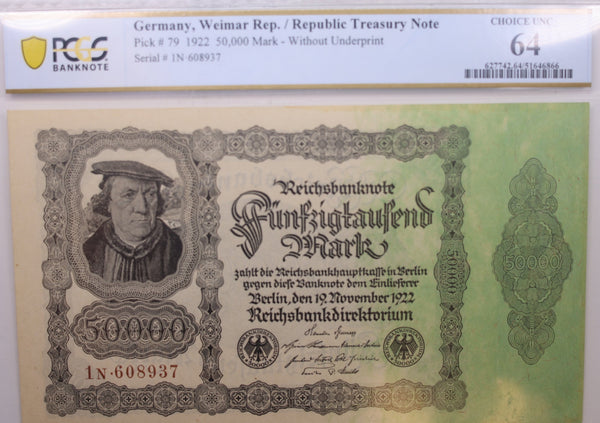 PCGS
BANKNOTE
Germany, Weimar Rep. / Republic Treasury Note
Pick # 79 1922 50,000 Mark - Without Underprint
Serial # 1N·608937
CHOICE UNC
64
627742.64/51646866
Reichsbanknote
Fünfzigtausend
Mark
zahlt die Reichsbankhauptkasse in Berlin
gegen diese Banknote dem Einlieferer
Berlin, den 19. November 1922
Reichsbankdirektorium
50000
1N·608937
50000
50000